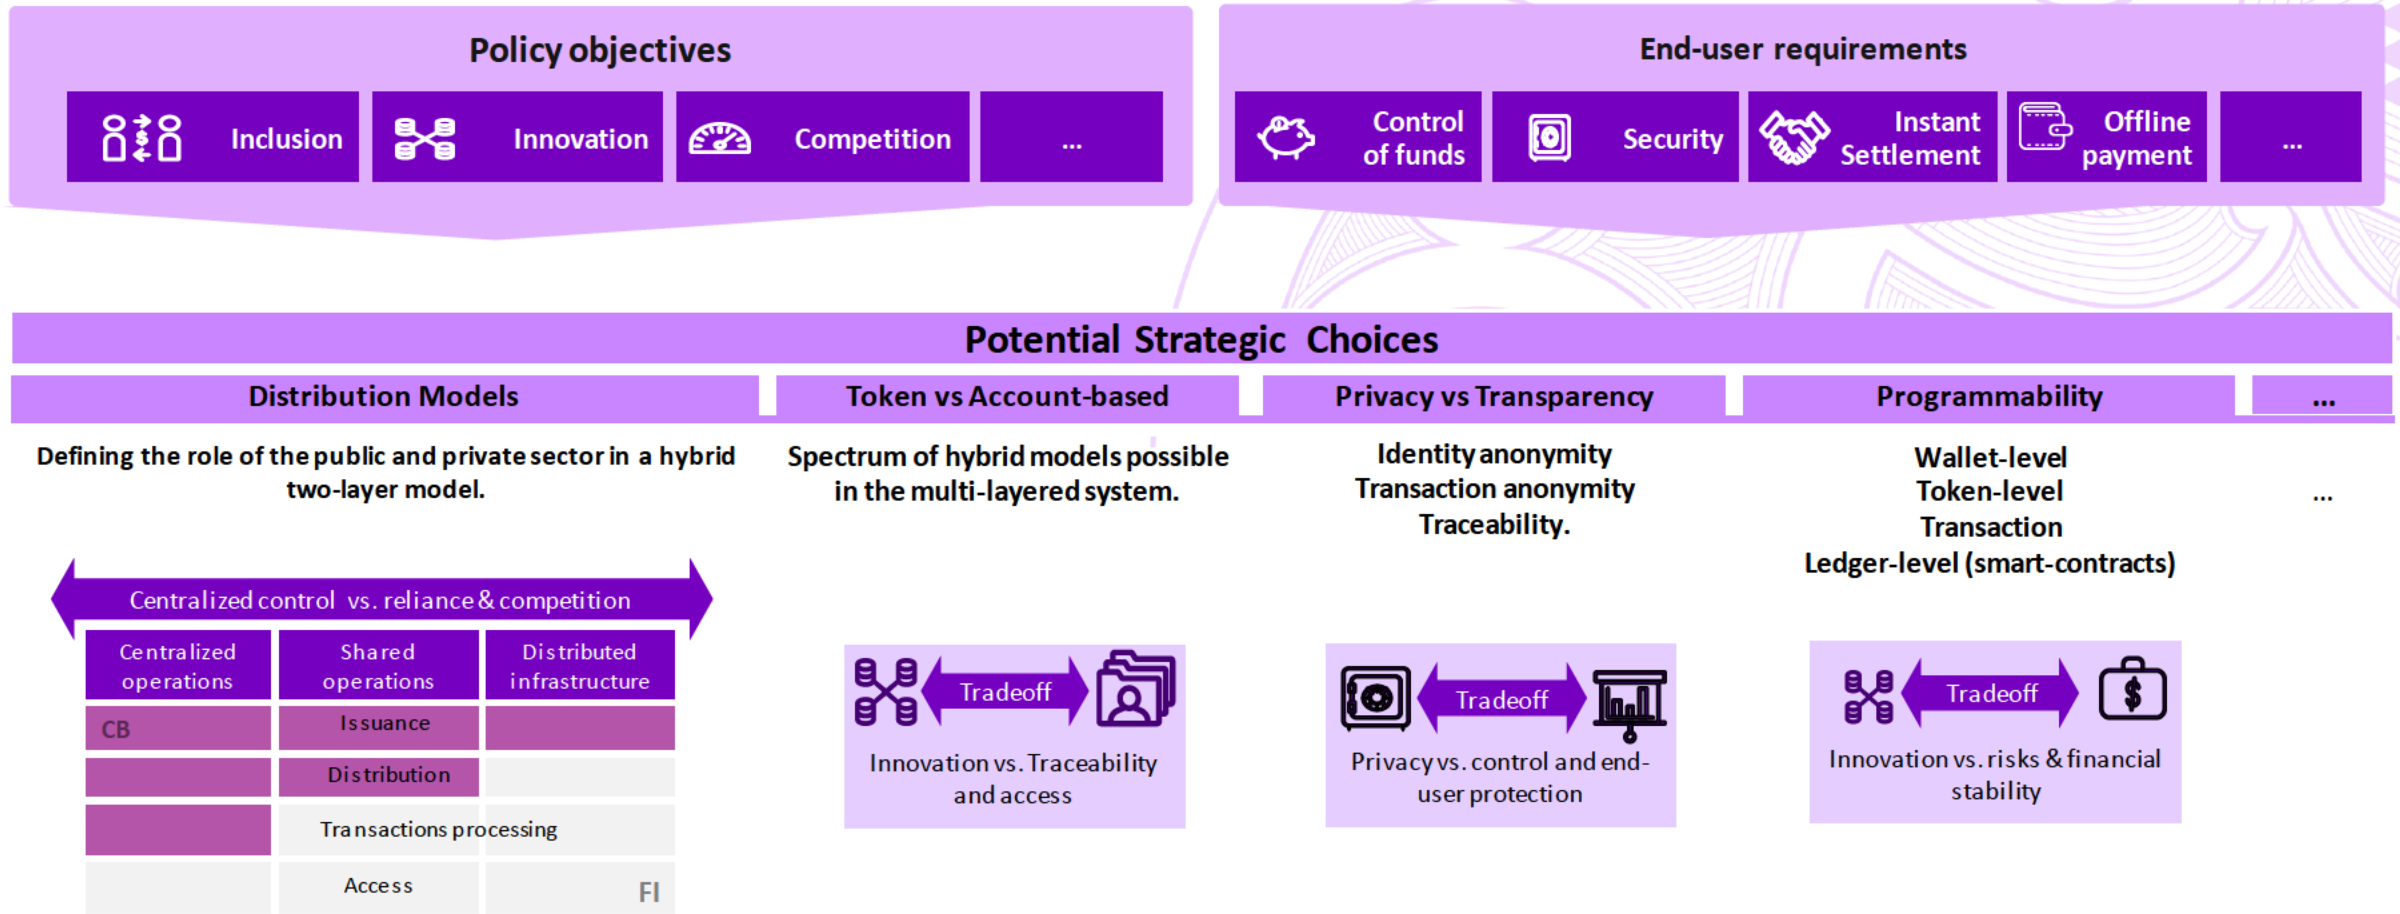 Policy objectives
Inclusion
Innovation
Competition
...
End-user requirements
Control
of funds
Security
Instant
Settlement
Offline
payment
...
Potential Strategic Choices
Distribution Models
Defining the role of the public and private sector in a hybrid
two-layer model.
Centralized control vs. reliance & competition
Centralized
operations
Shared
operations
Distributed
infrastructure
CB
Issuance
Distribution
Transactions processing
Access
FI
Token vs Account-based
Spectrum of hybrid models possible
in the multi-layered system.
Tradeoff
Innovation vs. Traceability
and access
Privacy vs Transparency
Identity anonymity
Transaction anonymity
Traceability.
Tradeoff
Privacy vs. control and end-
user protection
Programmability
Wallet-level
Token-level
Transaction
Ledger-level (smart-contracts)
Tradeoff
$
Innovation vs. risks & financial
stability
...
...